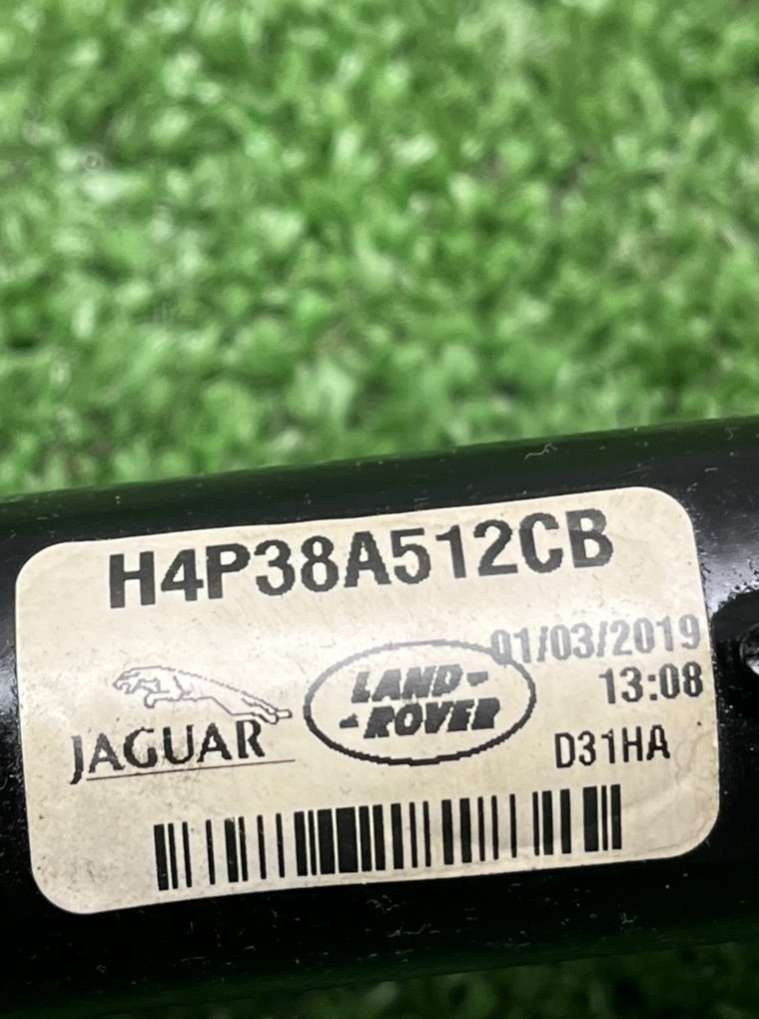 H4P38A512CB
01/03/2019
13:08
JAGUAR
LAND-
-ROVER
D31HA